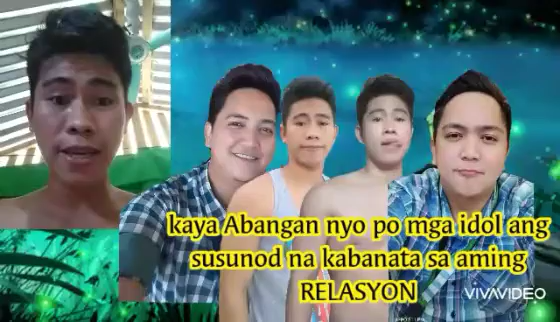 kaya Abangan nyo po mga idol ang
susunod na kabanata sa aming
RELASYON
VIVAVIDEO